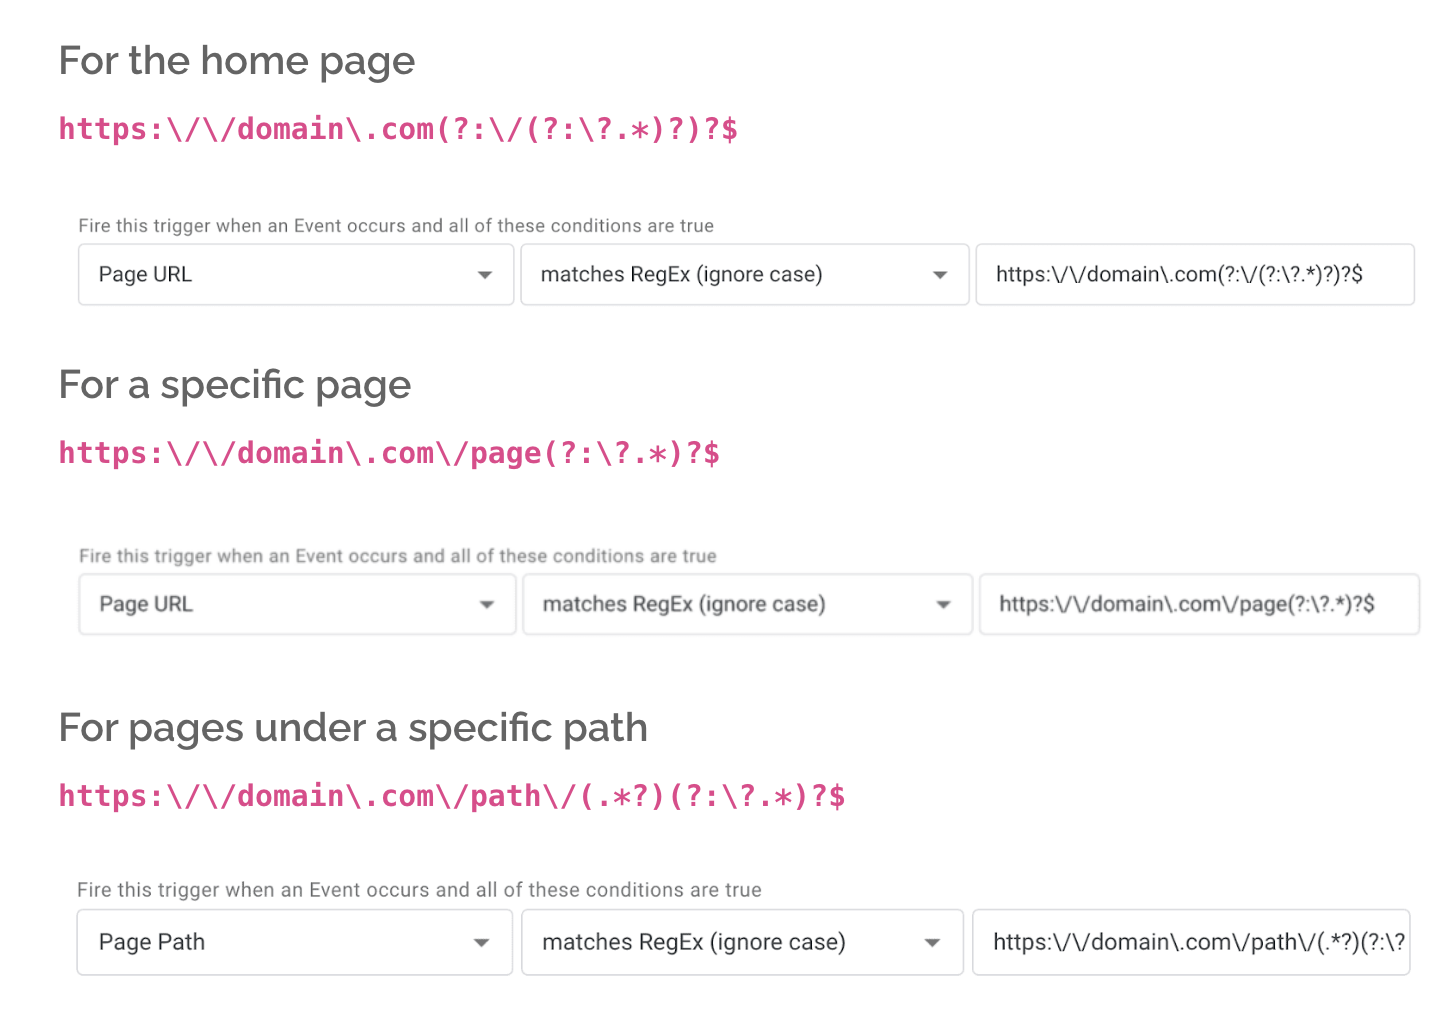 For the home page
https:\/\/domain\.com(?:\/(?:\?.*)?)?$
Fire this trigger when an Event occurs and all of these conditions are true
Page URL matches RegEx (ignore case) https:\/\/domain\.com(?:\/(?:\?.*)?)?$
For a specific page
https:\/\/domain\.com\/page(?:\?.*)?$
Fire this trigger when an Event occurs and all of these conditions are true
Page URL matches RegEx (ignore case) https:\/\/domain\.com\/page(?:\?.*)?$
For pages under a specific path
https:\/\/domain\.com\/path\/(.*?)(?:\?.*)?$
Fire this trigger when an Event occurs and all of these conditions are true
Page Path matches RegEx (ignore case) https:\/\/domain\.com\/path\/(.*?)(?:\?